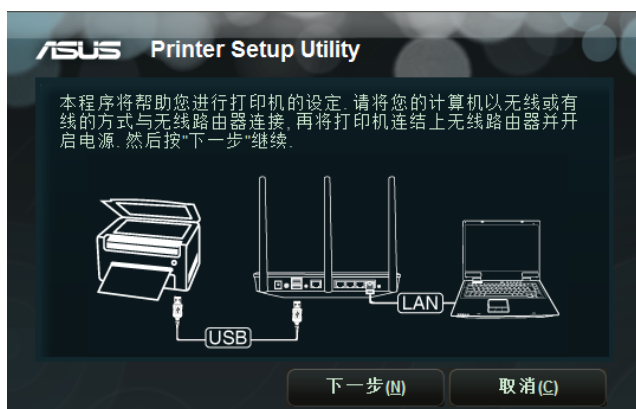 ASUS Printer Setup Utility
本程序将帮助您进行打印机的设定. 请将您的计算机以无线或有
线的方式与无线路由器连接, 再将打印机连结上无线路由器并开
启电源. 然后按"下一步"继续.
LAN
USB
下一步(N) 取消(C)